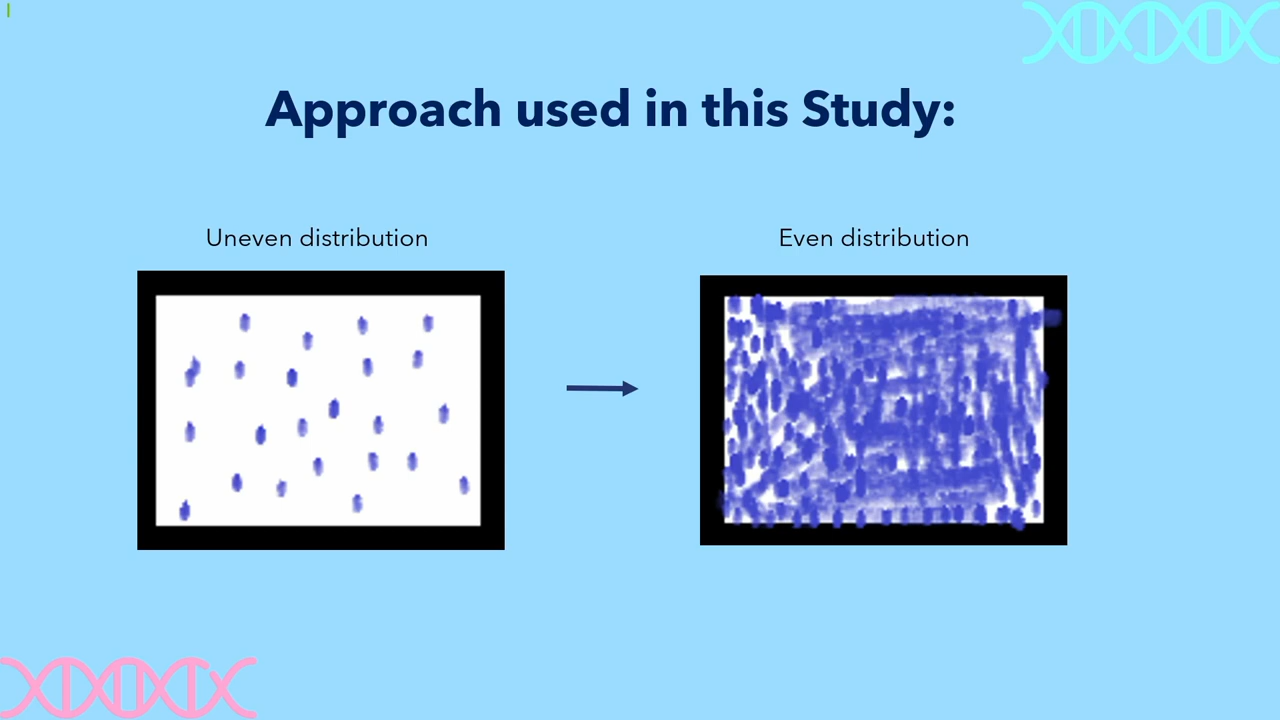 Approach used in this Study:
Uneven distribution
Even distribution